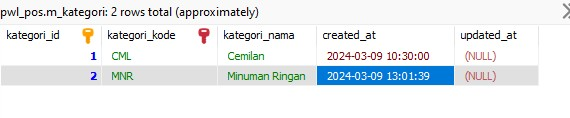 pwl_pos.m_kategori: 2 rows total (approximately)
kategori_id kategori_kode kategori_nama created_at updated_at
1 CML Cemilan 2024-03-09 10:30:00 (NULL)
2 MNR Minuman Ringan 2024-03-09 13:01:39 (NULL)